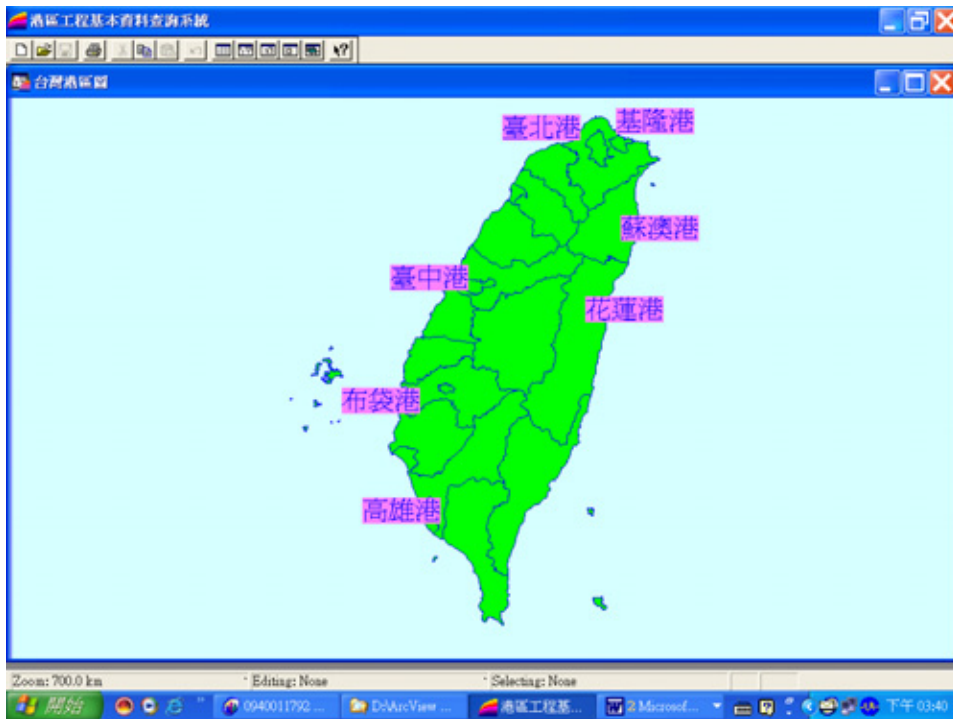 港區工程基本資料查詢系統
台灣港區圖
臺北港
基隆港
蘇澳港
臺中港
花蓮港
布袋港
高雄港
Zoom: 700.0 km
Editing: None
Selecting: None
開始
0940011792 ...
D:\ArcView ...
港區工程基...
2 Microsof...
下午 03:40